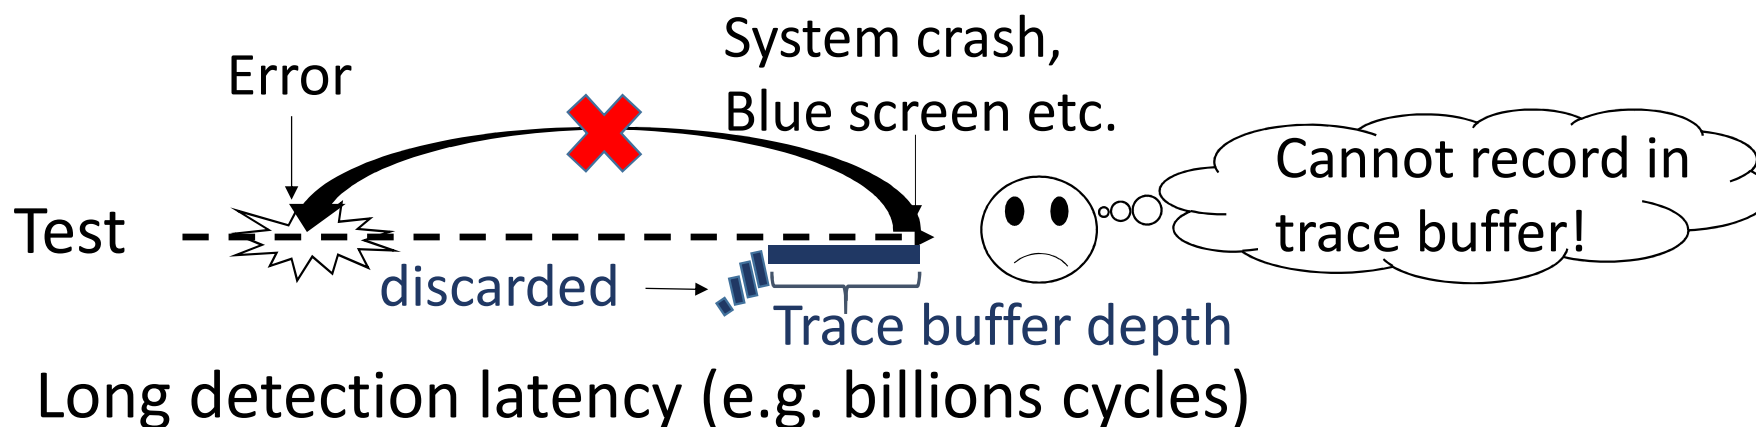 System crash,
Error
Blue screen etc.
Cannot record in
trace buffer!
Test
discarded
Trace buffer depth
Long detection latency (e.g. billions cycles)